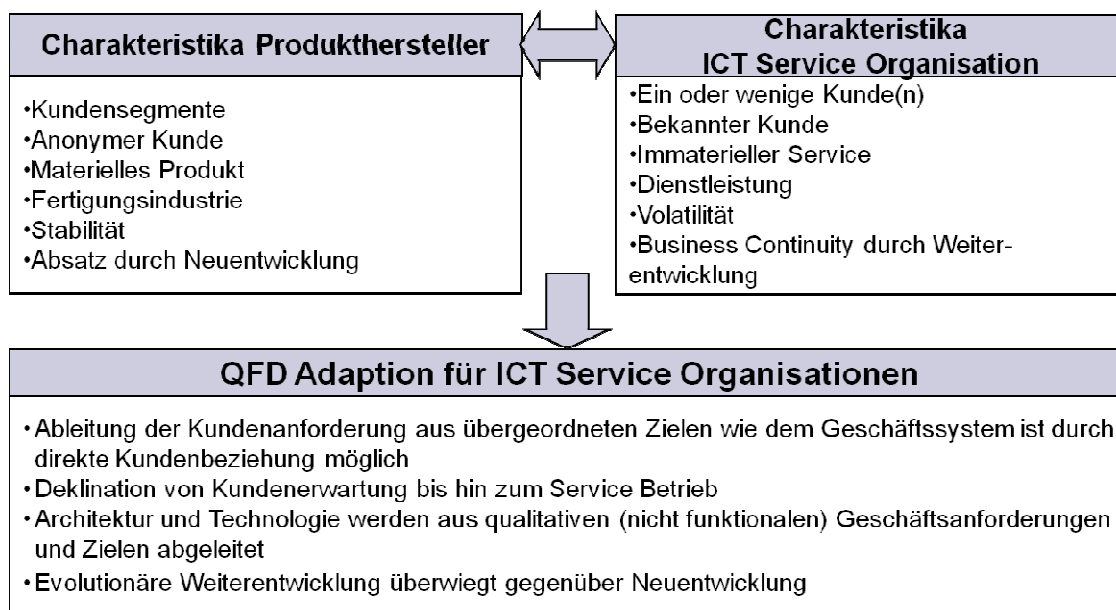 Charakteristika Produkthersteller
•Kundensegmente
•Anonymer Kunde
•Materielles Produkt
•Fertigungsindustrie
•Stabilität
•Absatz durch Neuentwicklung
Charakteristika
ICT Service Organisation
•Ein oder wenige Kunde(n)
•Bekannter Kunde
•Immaterieller Service
•Dienstleistung
•Volatilität
•Business Continuity durch Weiter-
entwicklung
QFD Adaption für ICT Service Organisationen
•Ableitung der Kundenanforderung aus übergeordneten Zielen wie dem Geschäftssystem ist durch
direkte Kundenbeziehung möglich
•Deklination von Kundenerwartung bis hin zum Service Betrieb
•Architektur und Technologie werden aus qualitativen (nicht funktionalen) Geschäftsanforderungen
und Zielen abgeleitet
•Evolutionäre Weiterentwicklung überwiegt gegenüber Neuentwicklung